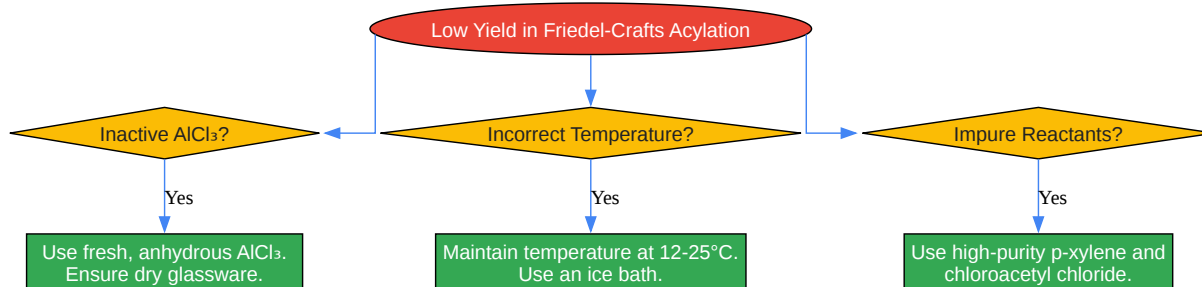 Low Yield in Friedel-Crafts Acylation
Inactive AlCl₃?
Incorrect Temperature?
Impure Reactants?
Yes
Yes
Yes
Use fresh, anhydrous AlCl₃.
Ensure dry glassware.
Maintain temperature at 12-25°C.
Use an ice bath.
Use high-purity p-xylene and
chloroacetyl chloride.